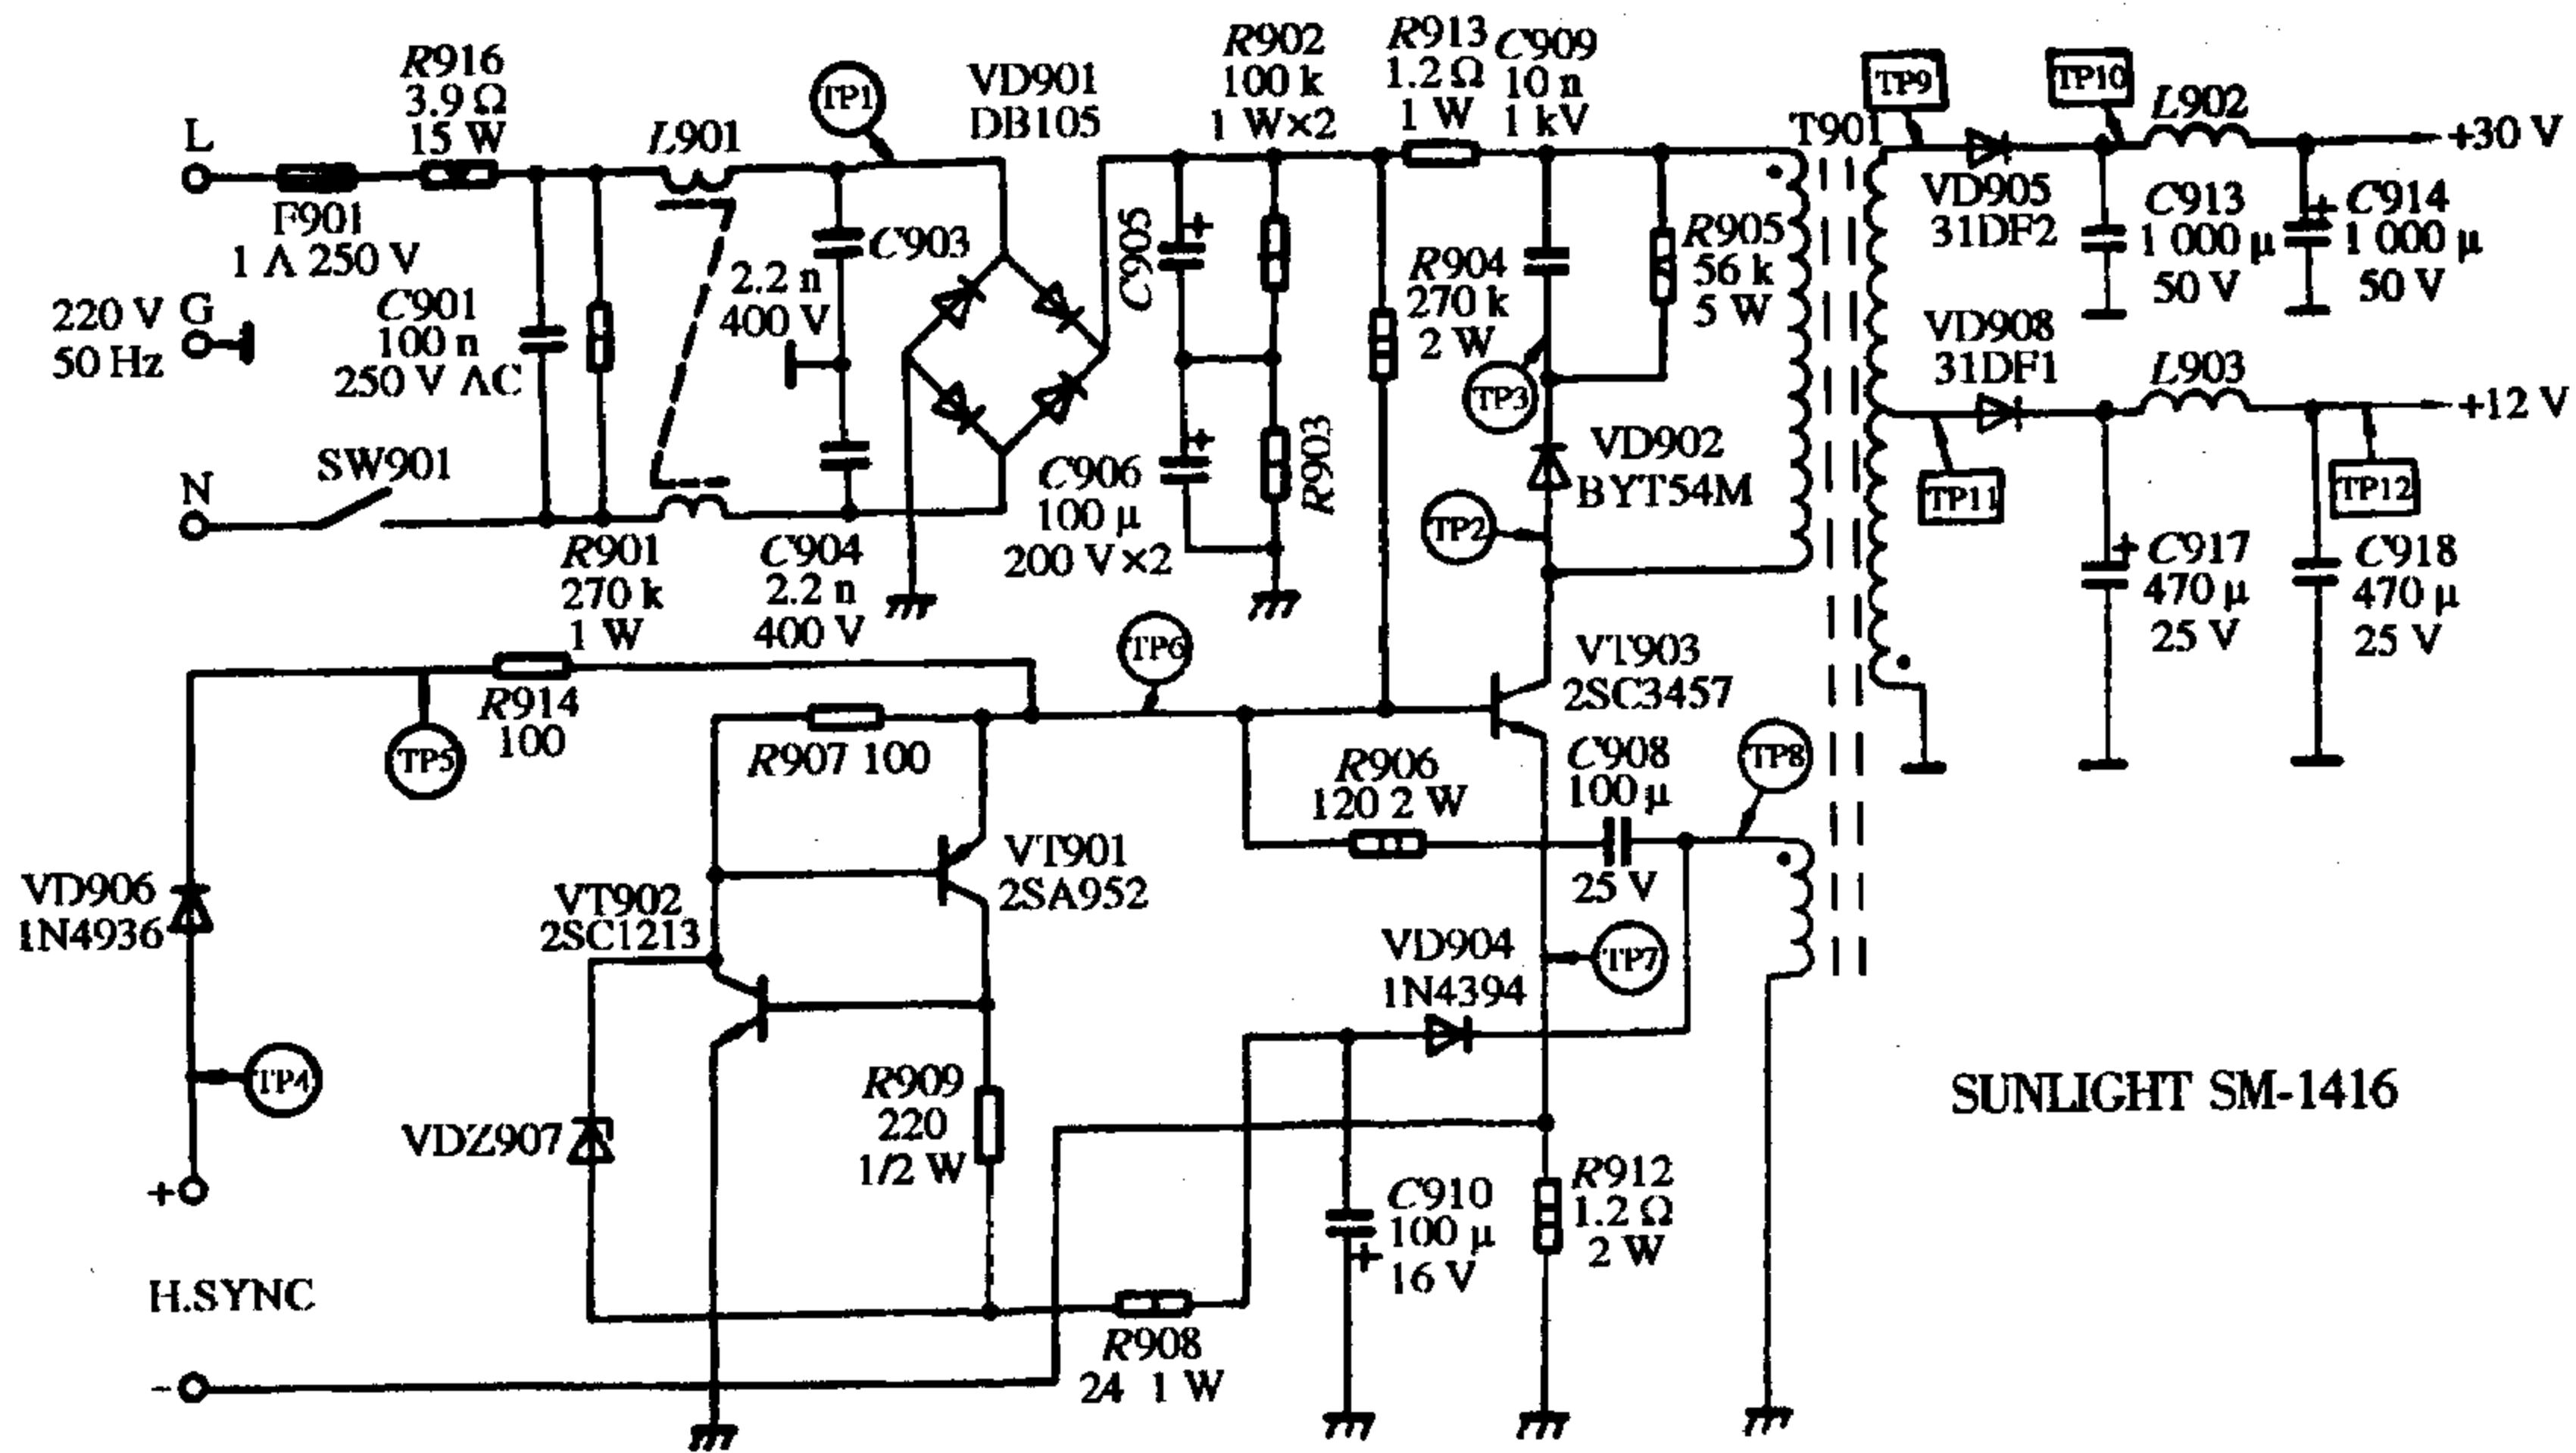 R916
3.9 Ω
15 W
L
F901
1 A 250 V
220 V
50 Hz
G
C901
100 n
250 V AC
N
SW901
R901
270 k
1 W
L901
TP1
C903
2.2 n
400 V
C904
2.2 n
400 V
VD901
DB105
C905
C906
100 μ
200 V×2
R902
100 k
1 W×2
R903
R913
1.2 Ω
1 W
C909
10 n
1 kV
R904
270 k
2 W
R905
56 k
5 W
TP3
VD902
BYT54M
TP2
T901
TP9
TP10
L902
+30 V
VD905
31DF2
C913
1 000 μ
50 V
+
C914
1 000 μ
50 V
VD908
31DF1
L903
+12 V
TP11
TP12
+
C917
470 μ
25 V
C918
470 μ
25 V
R914
100
TP5
R907 100
TP6
VT903
2SC3457
R906
120 2 W
C908
100 μ
25 V
TP8
VD906
1N4936
VT902
2SC1213
VT901
2SA952
VD904
1N4394
TP7
TP4
VDZ907
R909
220
1/2 W
C910
100 μ
+
16 V
R912
1.2 Ω
2 W
R908
24 1 W
+
H.SYNC
-
SUNLIGHT SM-1416